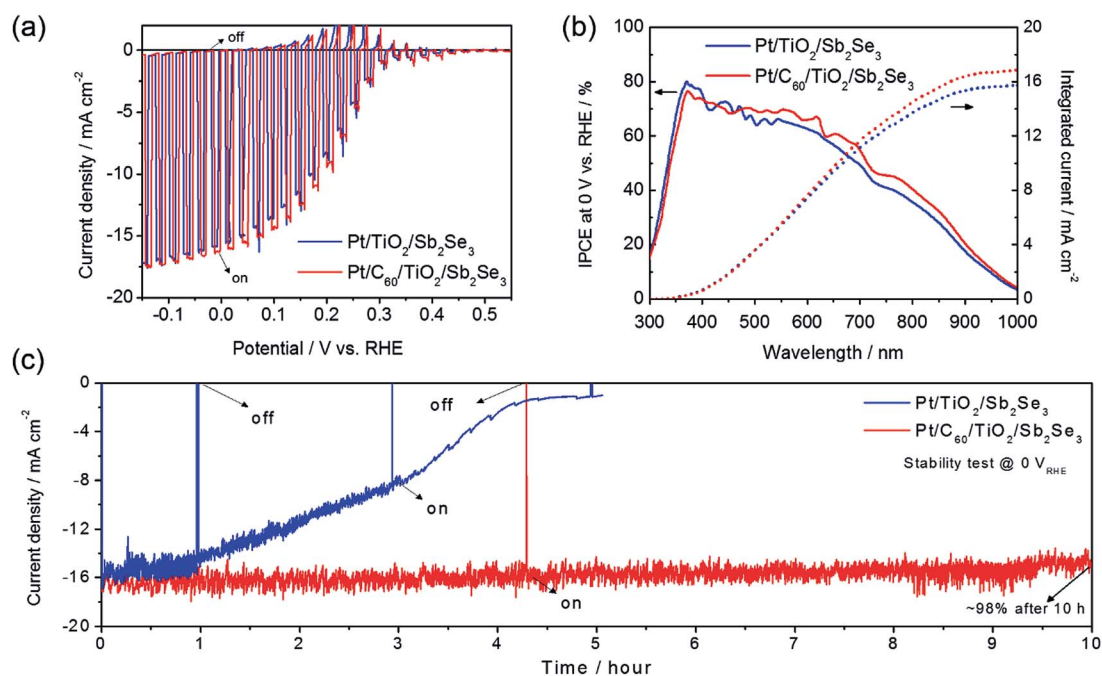 (a)
off
on
Pt/TiO₂/Sb₂Se₃
Pt/C₆₀/TiO₂/Sb₂Se₃
0
-5
-10
-15
-20
Current density / mA cm⁻²
-0.1 0.0 0.1 0.2 0.3 0.4 0.5
Potential / V vs. RHE
(b)
Pt/TiO₂/Sb₂Se₃
Pt/C₆₀/TiO₂/Sb₂Se₃
100
80
60
40
20
0
IPCE at 0 V vs. RHE / %
20
16
12
8
4
0
Integrated current / mA cm⁻²
300 400 500 600 700 800 900 1000
Wavelength / nm
(c)
off
off
on
on
Pt/TiO₂/Sb₂Se₃
Pt/C₆₀/TiO₂/Sb₂Se₃
Stability test @ 0 V_RHE
~98% after 10 h
0
-4
-8
-12
-16
-20
Current density / mA cm⁻²
0 1 2 3 4 5 6 7 8 9 10
Time / hour